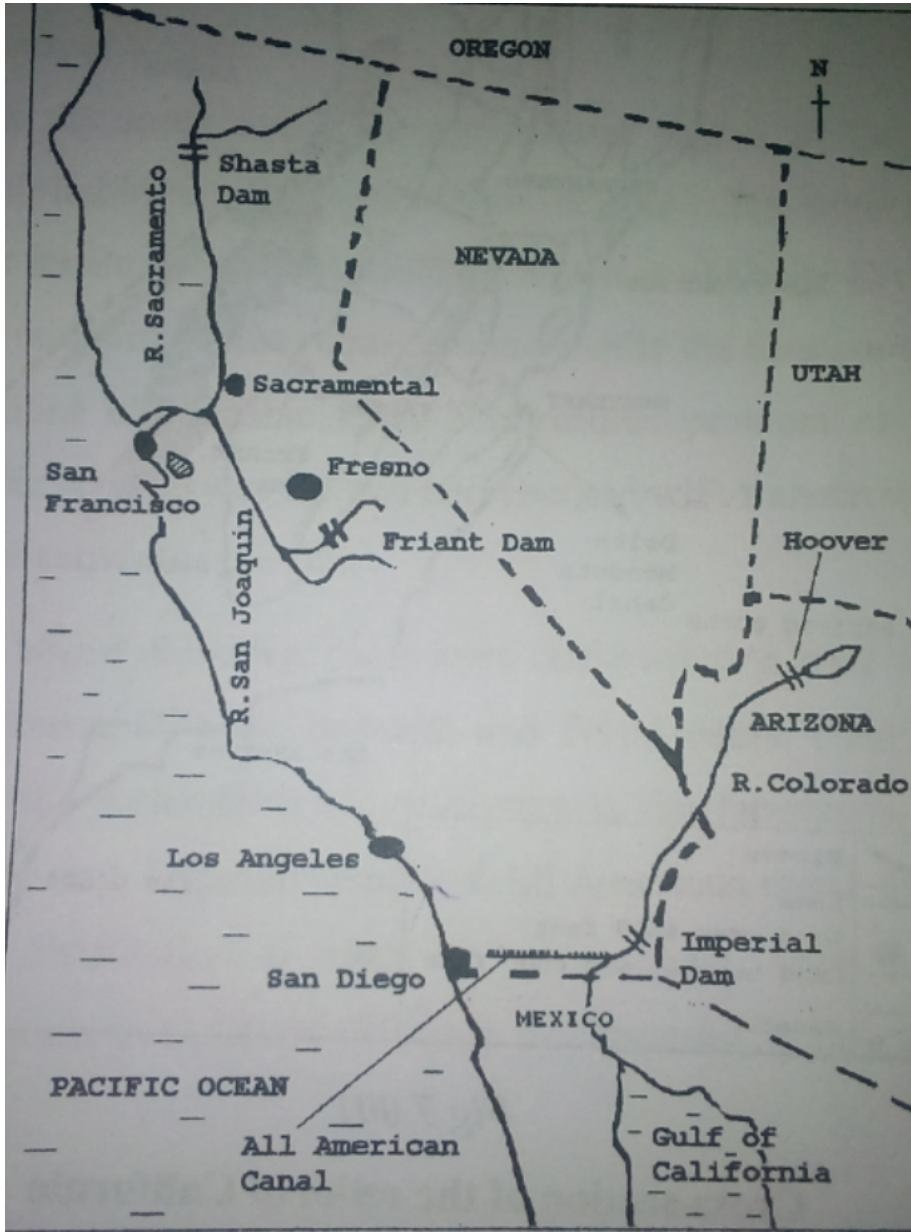 OREGON
N
Shasta
Dam
R.Sacramento
NEVADA
UTAH
Sacramental
Fresno
San
Francisco
Friant Dam
Hoover
R.San Joaquin
ARIZONA
R.Colorado
Los Angeles
Imperial
Dam
San Diego
MEXICO
PACIFIC OCEAN
All American
Canal
Gulf of
California